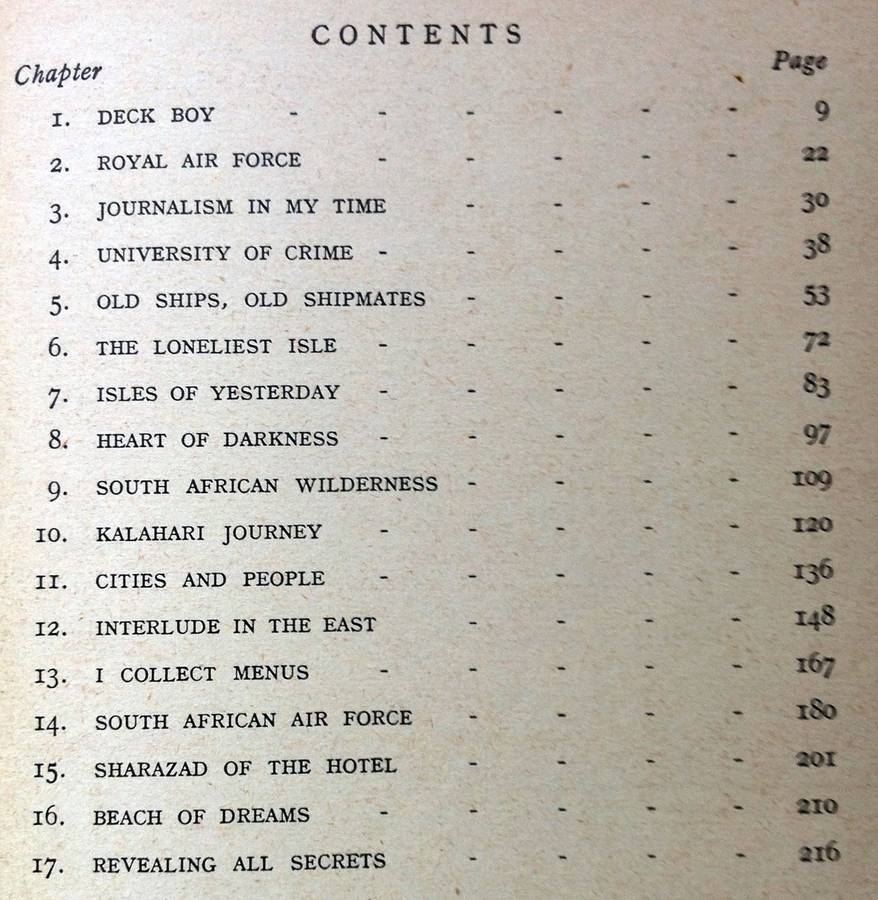 CONTENTS
Chapter Page
1. DECK BOY - - - - - - 9
2. ROYAL AIR FORCE - - - - - 22
3. JOURNALISM IN MY TIME - - - - 30
4. UNIVERSITY OF CRIME - - - - - 38
5. OLD SHIPS, OLD SHIPMATES - - - - 53
6. THE LONELIEST ISLE - - - - - 72
7. ISLES OF YESTERDAY - - - - - 83
8. HEART OF DARKNESS - - - - - 97
9. SOUTH AFRICAN WILDERNESS - - - - 109
10. KALAHARI JOURNEY - - - - - 120
11. CITIES AND PEOPLE - - - - - 136
12. INTERLUDE IN THE EAST - - - - 148
13. I COLLECT MENUS - - - - - 167
14. SOUTH AFRICAN AIR FORCE - - - - 180
15. SHARAZAD OF THE HOTEL - - - - 201
16. BEACH OF DREAMS - - - - - 210
17. REVEALING ALL SECRETS - - - - 216